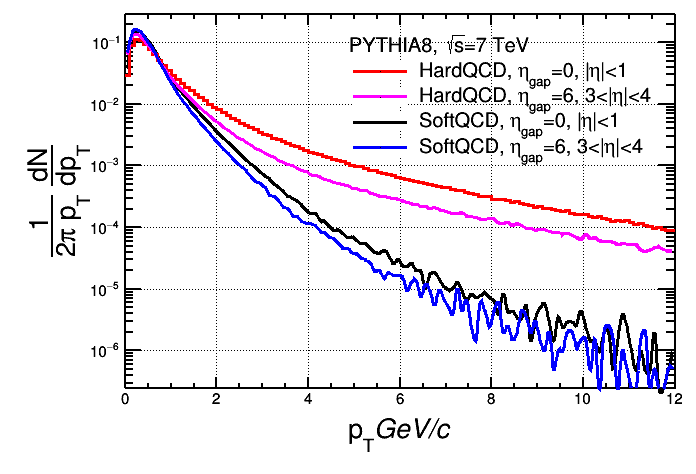 PYTHIA8, √s=7 TeV
HardQCD, η_gap=0, |η|<1
HardQCD, η_gap=6, 3<|η|<4
SoftQCD, η_gap=0, |η|<1
SoftQCD, η_gap=6, 3<|η|<4
1/(2π p_T) dN/dp_T
10⁻¹
10⁻²
10⁻³
10⁻⁴
10⁻⁵
10⁻⁶
0 2 4 6 8 10 12
p_T GeV/c